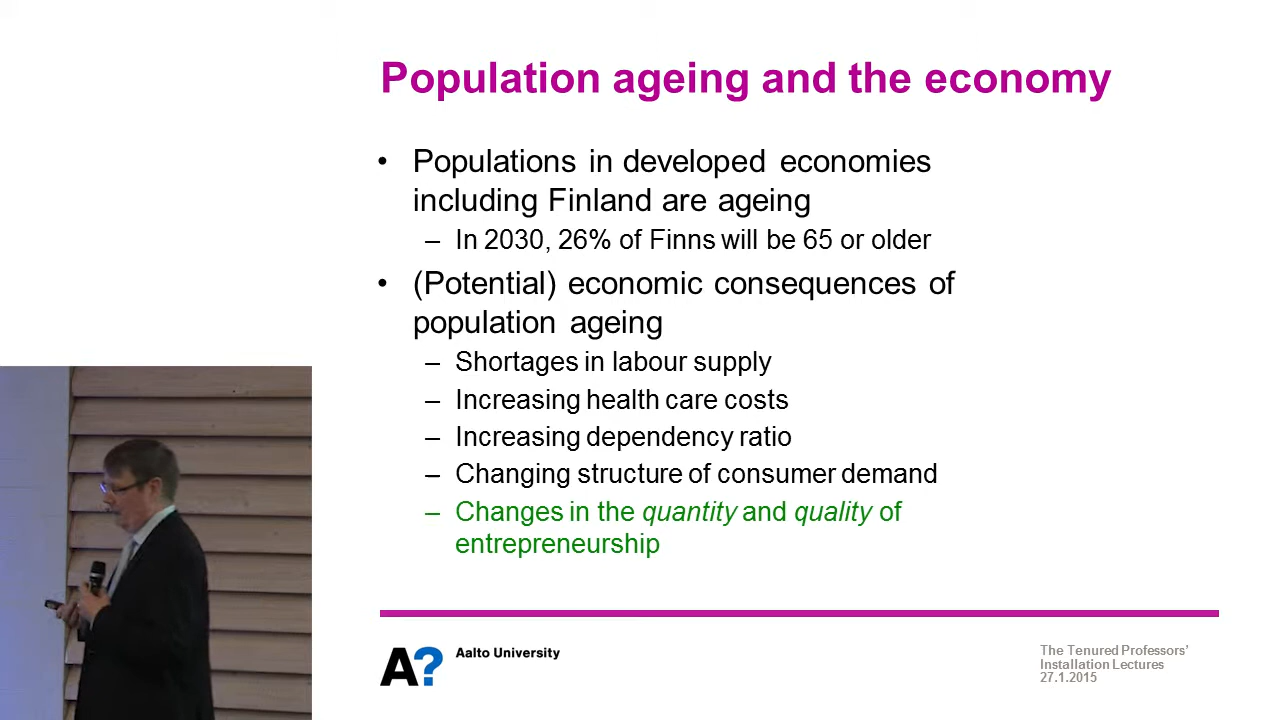 Population ageing and the economy
• Populations in developed economies
including Finland are ageing
– In 2030, 26% of Finns will be 65 or older
• (Potential) economic consequences of
population ageing
– Shortages in labour supply
– Increasing health care costs
– Increasing dependency ratio
– Changing structure of consumer demand
– Changes in the quantity and quality of
entrepreneurship
A?
Aalto University
The Tenured Professors’
Installation Lectures
27.1.2015